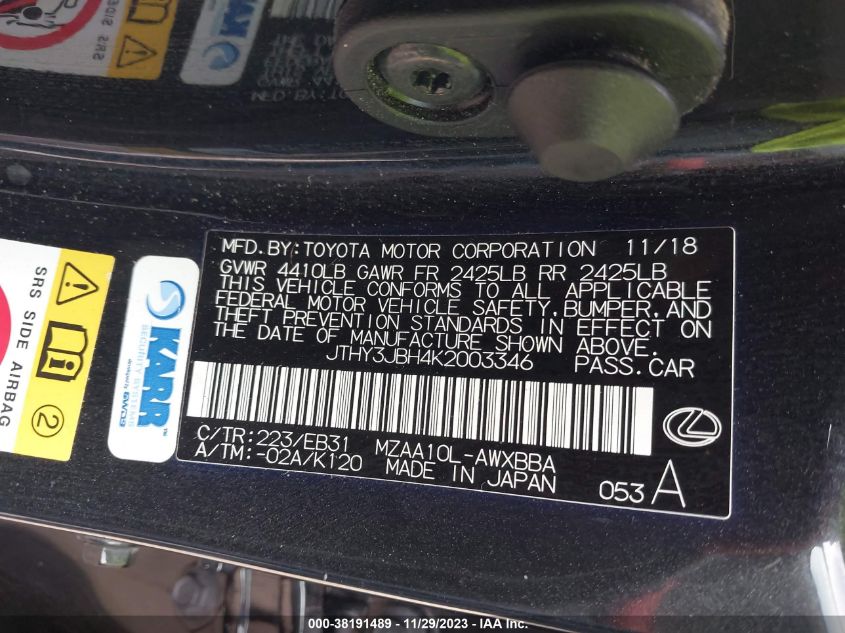 SRS SIDE AIRBAG
2
KARR
SECURITY SYSTEMS
MFD.BY:TOYOTA MOTOR CORPORATION 11/18
GVWR 4410LB GAWR FR 2425LB RR 2425LB
THIS VEHICLE CONFORMS TO ALL APPLICABLE
FEDERAL MOTOR VEHICLE SAFETY,BUMPER,AND
THEFT PREVENTION STANDARDS IN EFFECT ON
THE DATE OF MANUFACTURE SHOWN ABOVE.
JTHY3JBH4K2003346 PASS.CAR
C/TR:223/EB31 MZAA10L-AWXBBA
A/TM:-02A/K120 MADE IN JAPAN
053 A
000-38191489 - 11/29/2023 - IAA Inc.